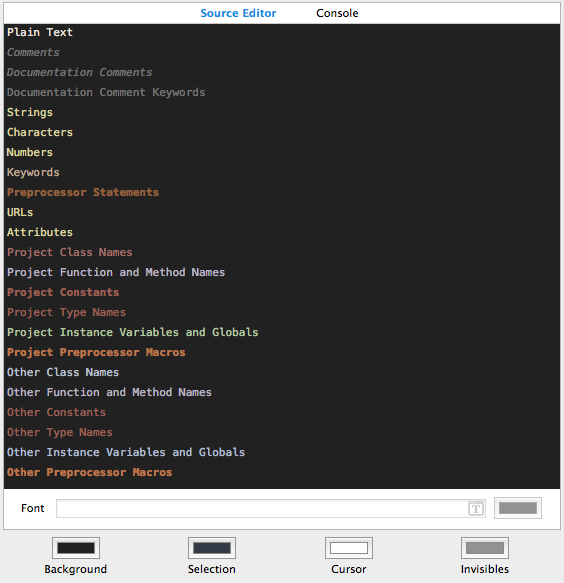 Source Editor Console
Plain Text
Comments
Documentation Comments
Documentation Comment Keywords
Strings
Characters
Numbers
Keywords
Preprocessor Statements
URLs
Attributes
Project Class Names
Project Function and Method Names
Project Constants
Project Type Names
Project Instance Variables and Globals
Project Preprocessor Macros
Other Class Names
Other Function and Method Names
Other Constants
Other Type Names
Other Instance Variables and Globals
Other Preprocessor Macros
Font T
Background Selection Cursor Invisibles